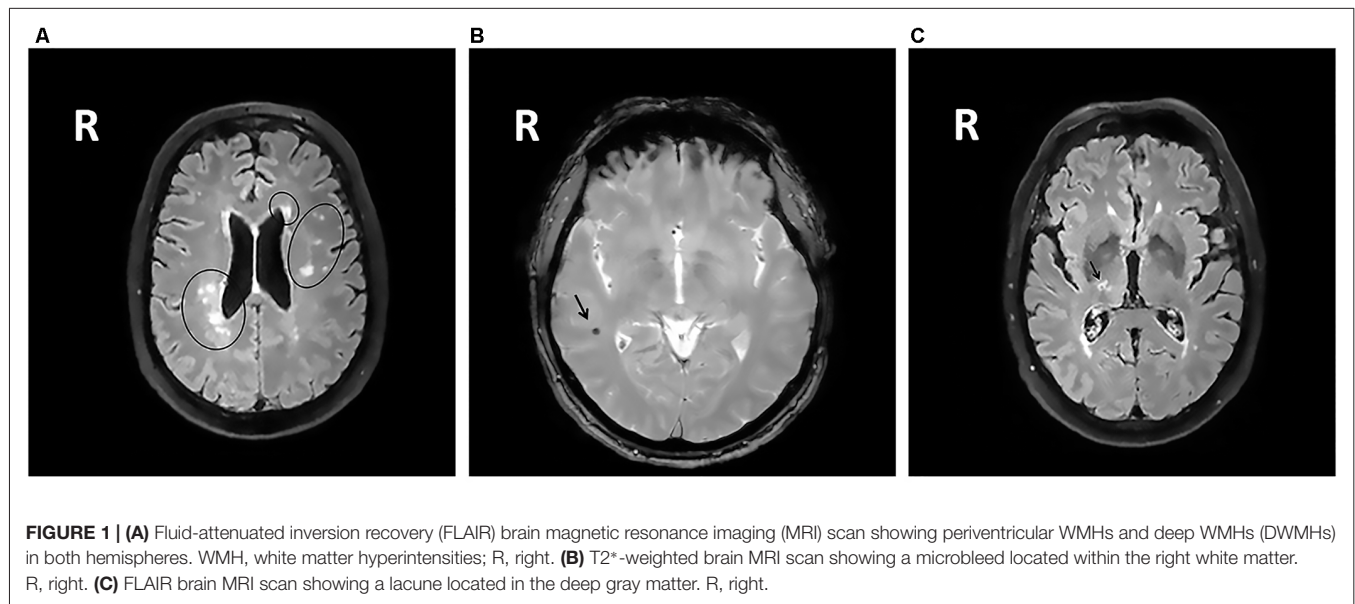 A
B
C
R
R
R
FIGURE 1 | (A) Fluid-attenuated inversion recovery (FLAIR) brain magnetic resonance imaging (MRI) scan showing periventricular WMHs and deep WMHs (DWMHs)
in both hemispheres. WMH, white matter hyperintensities; R, right. (B) T2*-weighted brain MRI scan showing a microbleed located within the right white matter.
R, right. (C) FLAIR brain MRI scan showing a lacune located in the deep gray matter. R, right.